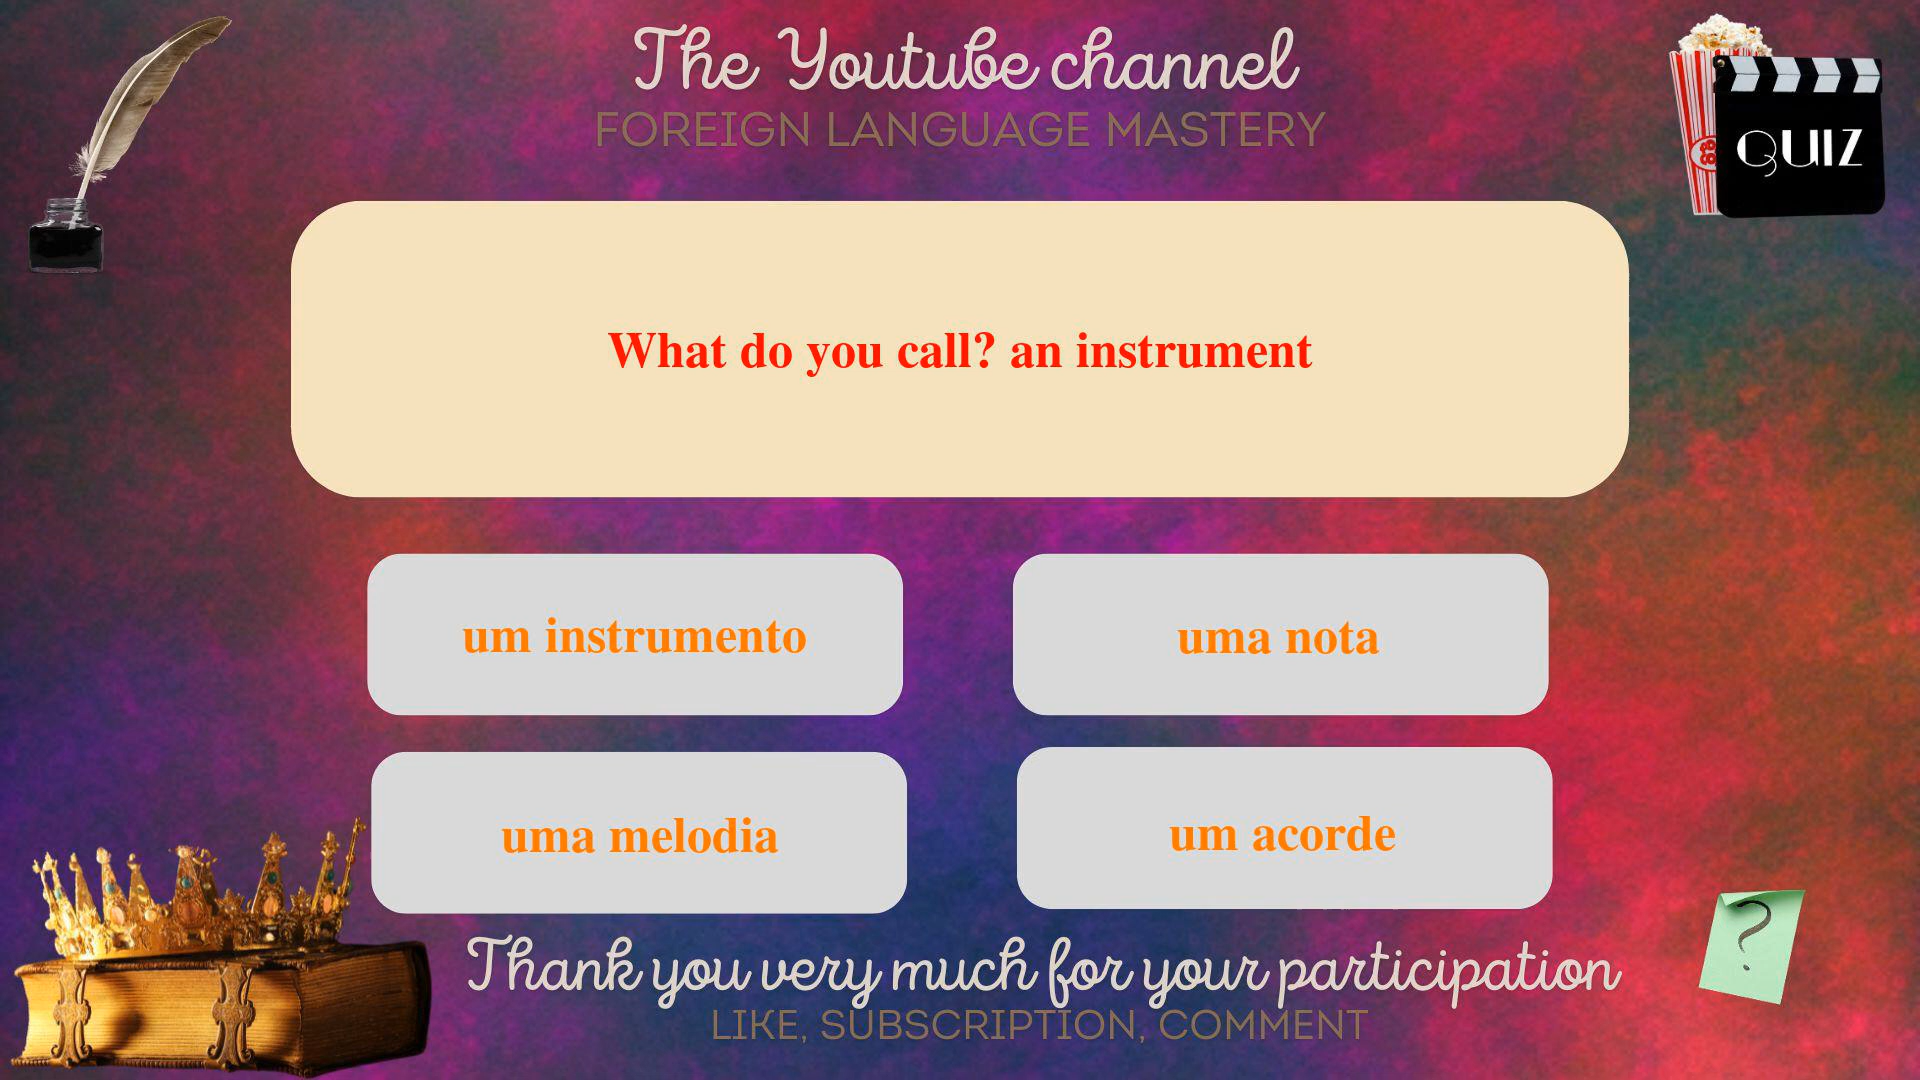 The Youtube channel
FOREIGN LANGUAGE MASTERY
QUIZ
88
What do you call? an instrument
um instrumento
uma nota
uma melodia
um acorde
?
Thank you very much for your participation
LIKE, SUBSCRIPTION, COMMENT